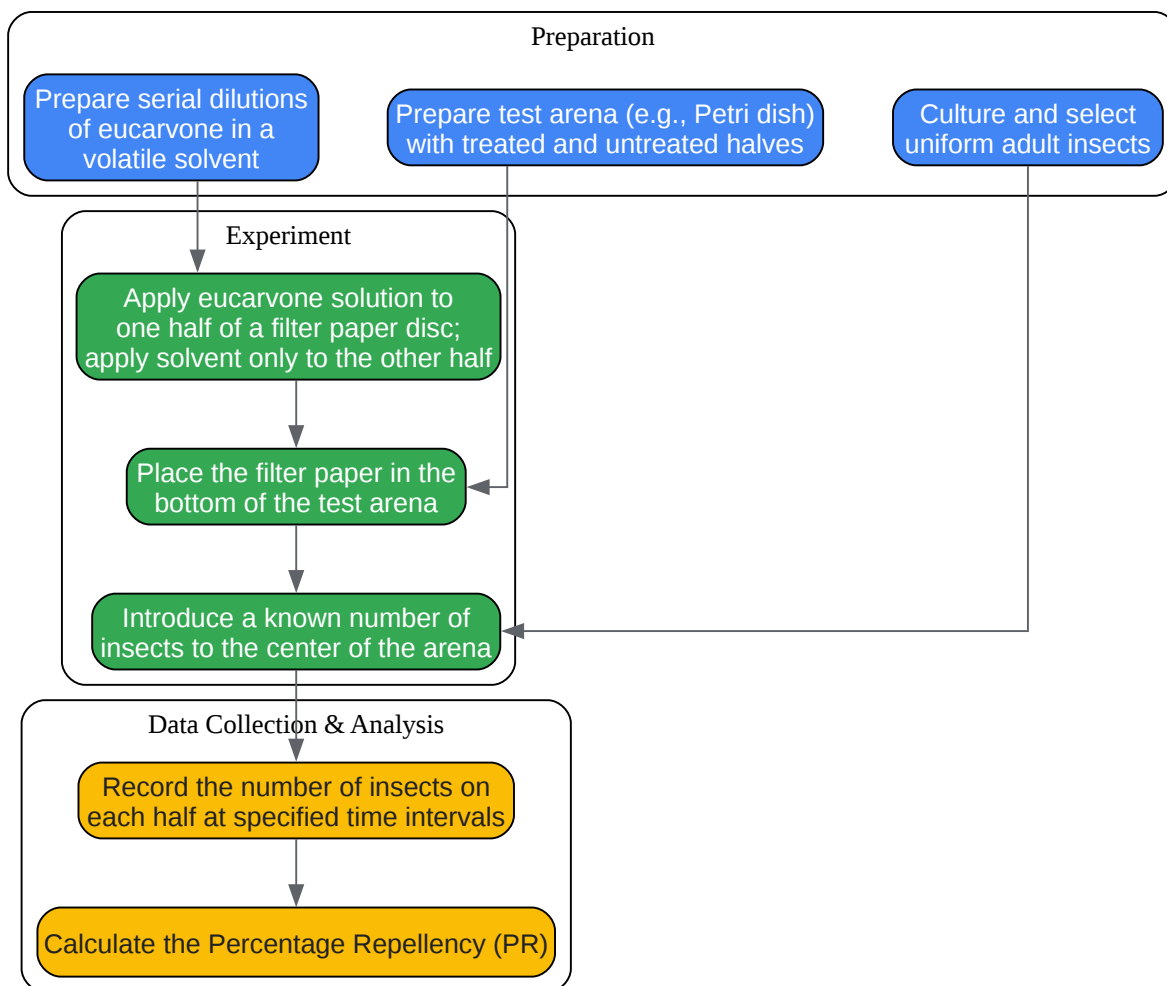 Preparation
Prepare serial dilutions
of eucarvone in a
volatile solvent
Prepare test arena (e.g., Petri dish)
with treated and untreated halves
Culture and select
uniform adult insects
Experiment
Apply eucarvone solution to
one half of a filter paper disc;
apply solvent only to the other half
Place the filter paper in the
bottom of the test arena
Introduce a known number of
insects to the center of the arena
Data Collection & Analysis
Record the number of insects on
each half at specified time intervals
Calculate the Percentage Repellency (PR)